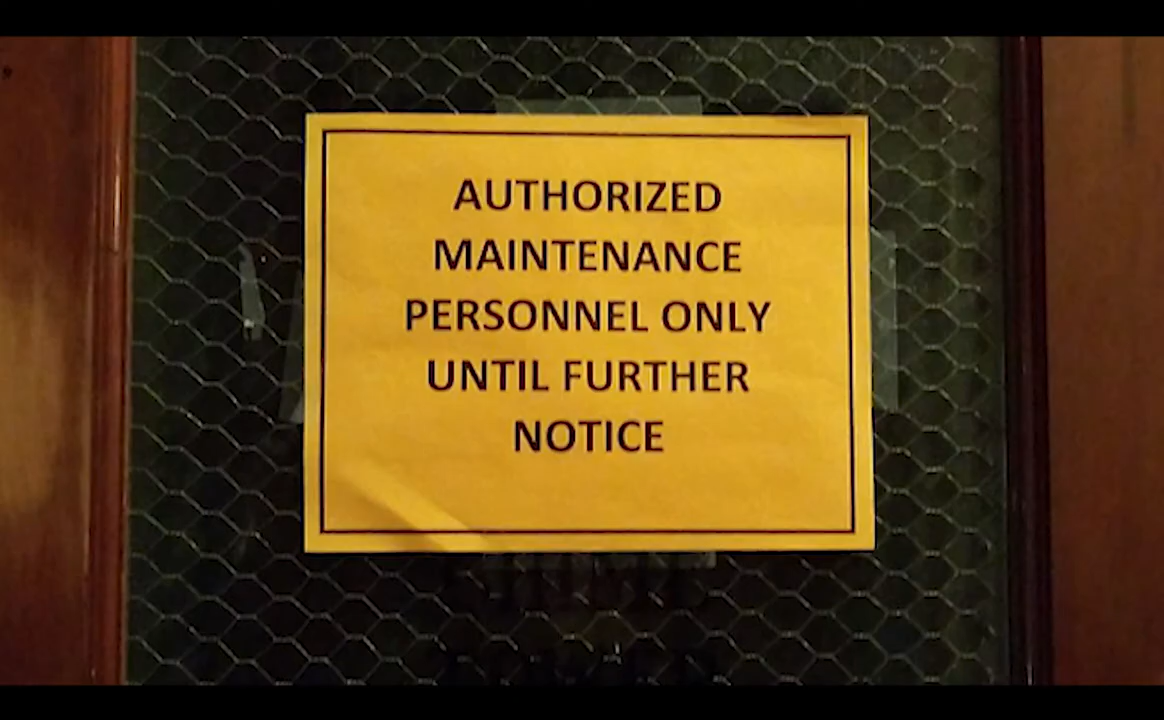 AUTHORIZED
MAINTENANCE
PERSONNEL ONLY
UNTIL FURTHER
NOTICE